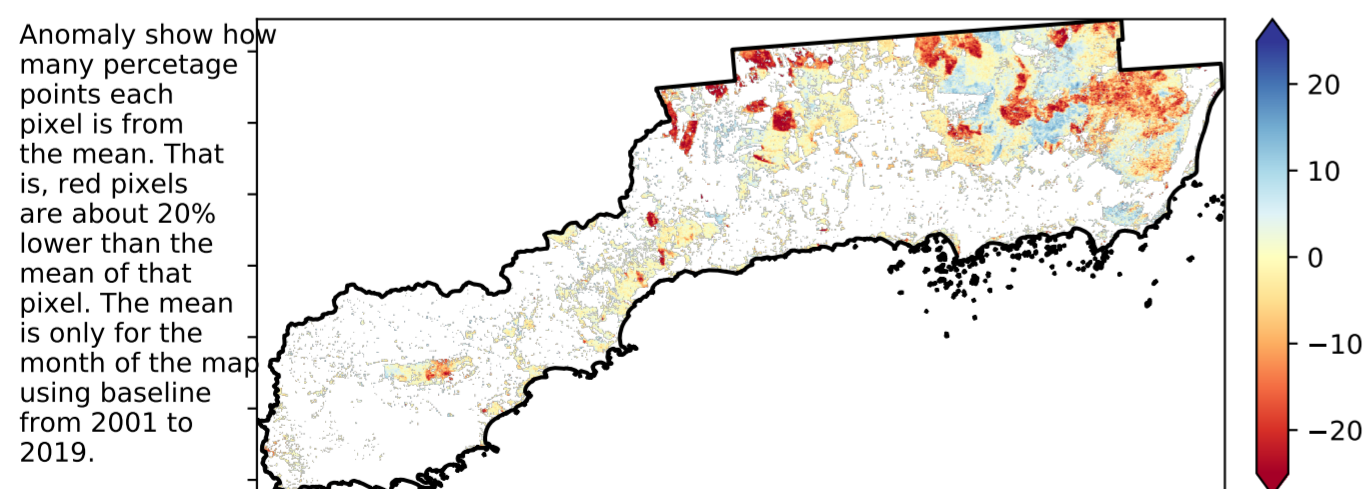 Anomaly show how
many percetage
points each
pixel is from
the mean. That
is, red pixels
are about 20%
lower than the
mean of that
pixel. The mean
is only for the
month of the map
using baseline
from 2001 to
2019.
20
10
0
−10
−20